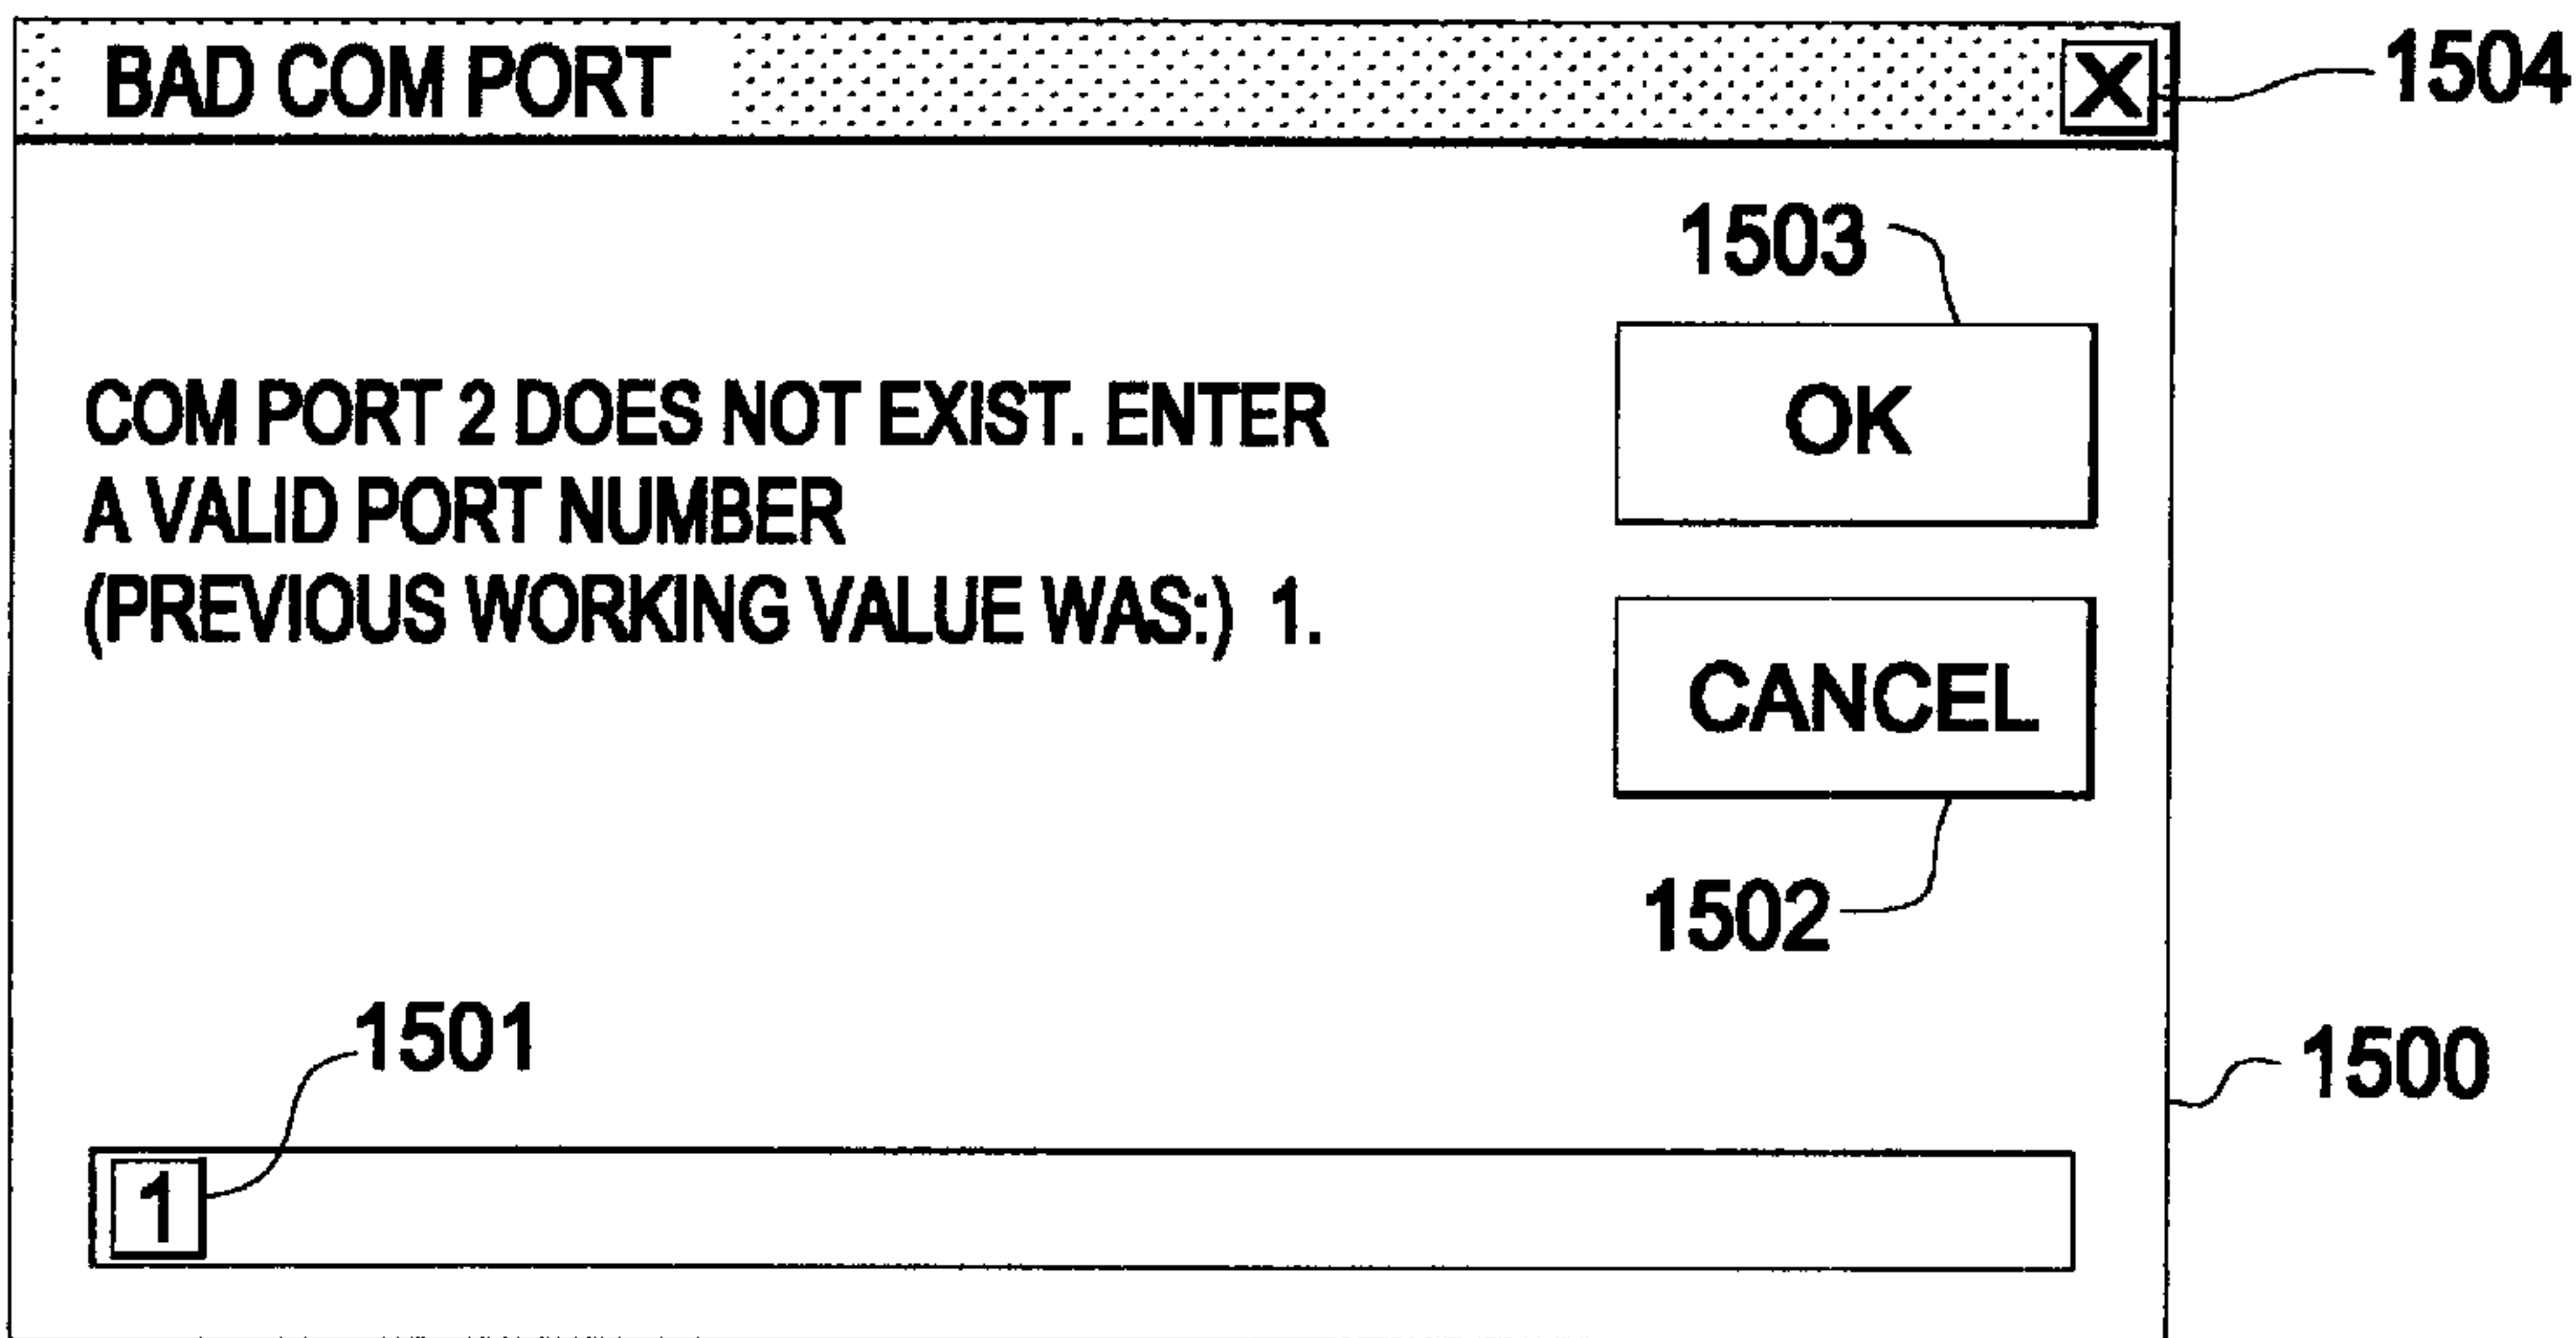 BAD COM PORT
X
1504
1503
COM PORT 2 DOES NOT EXIST. ENTER
A VALID PORT NUMBER
(PREVIOUS WORKING VALUE WAS:) 1.
OK
CANCEL
1502
1501
1500
1